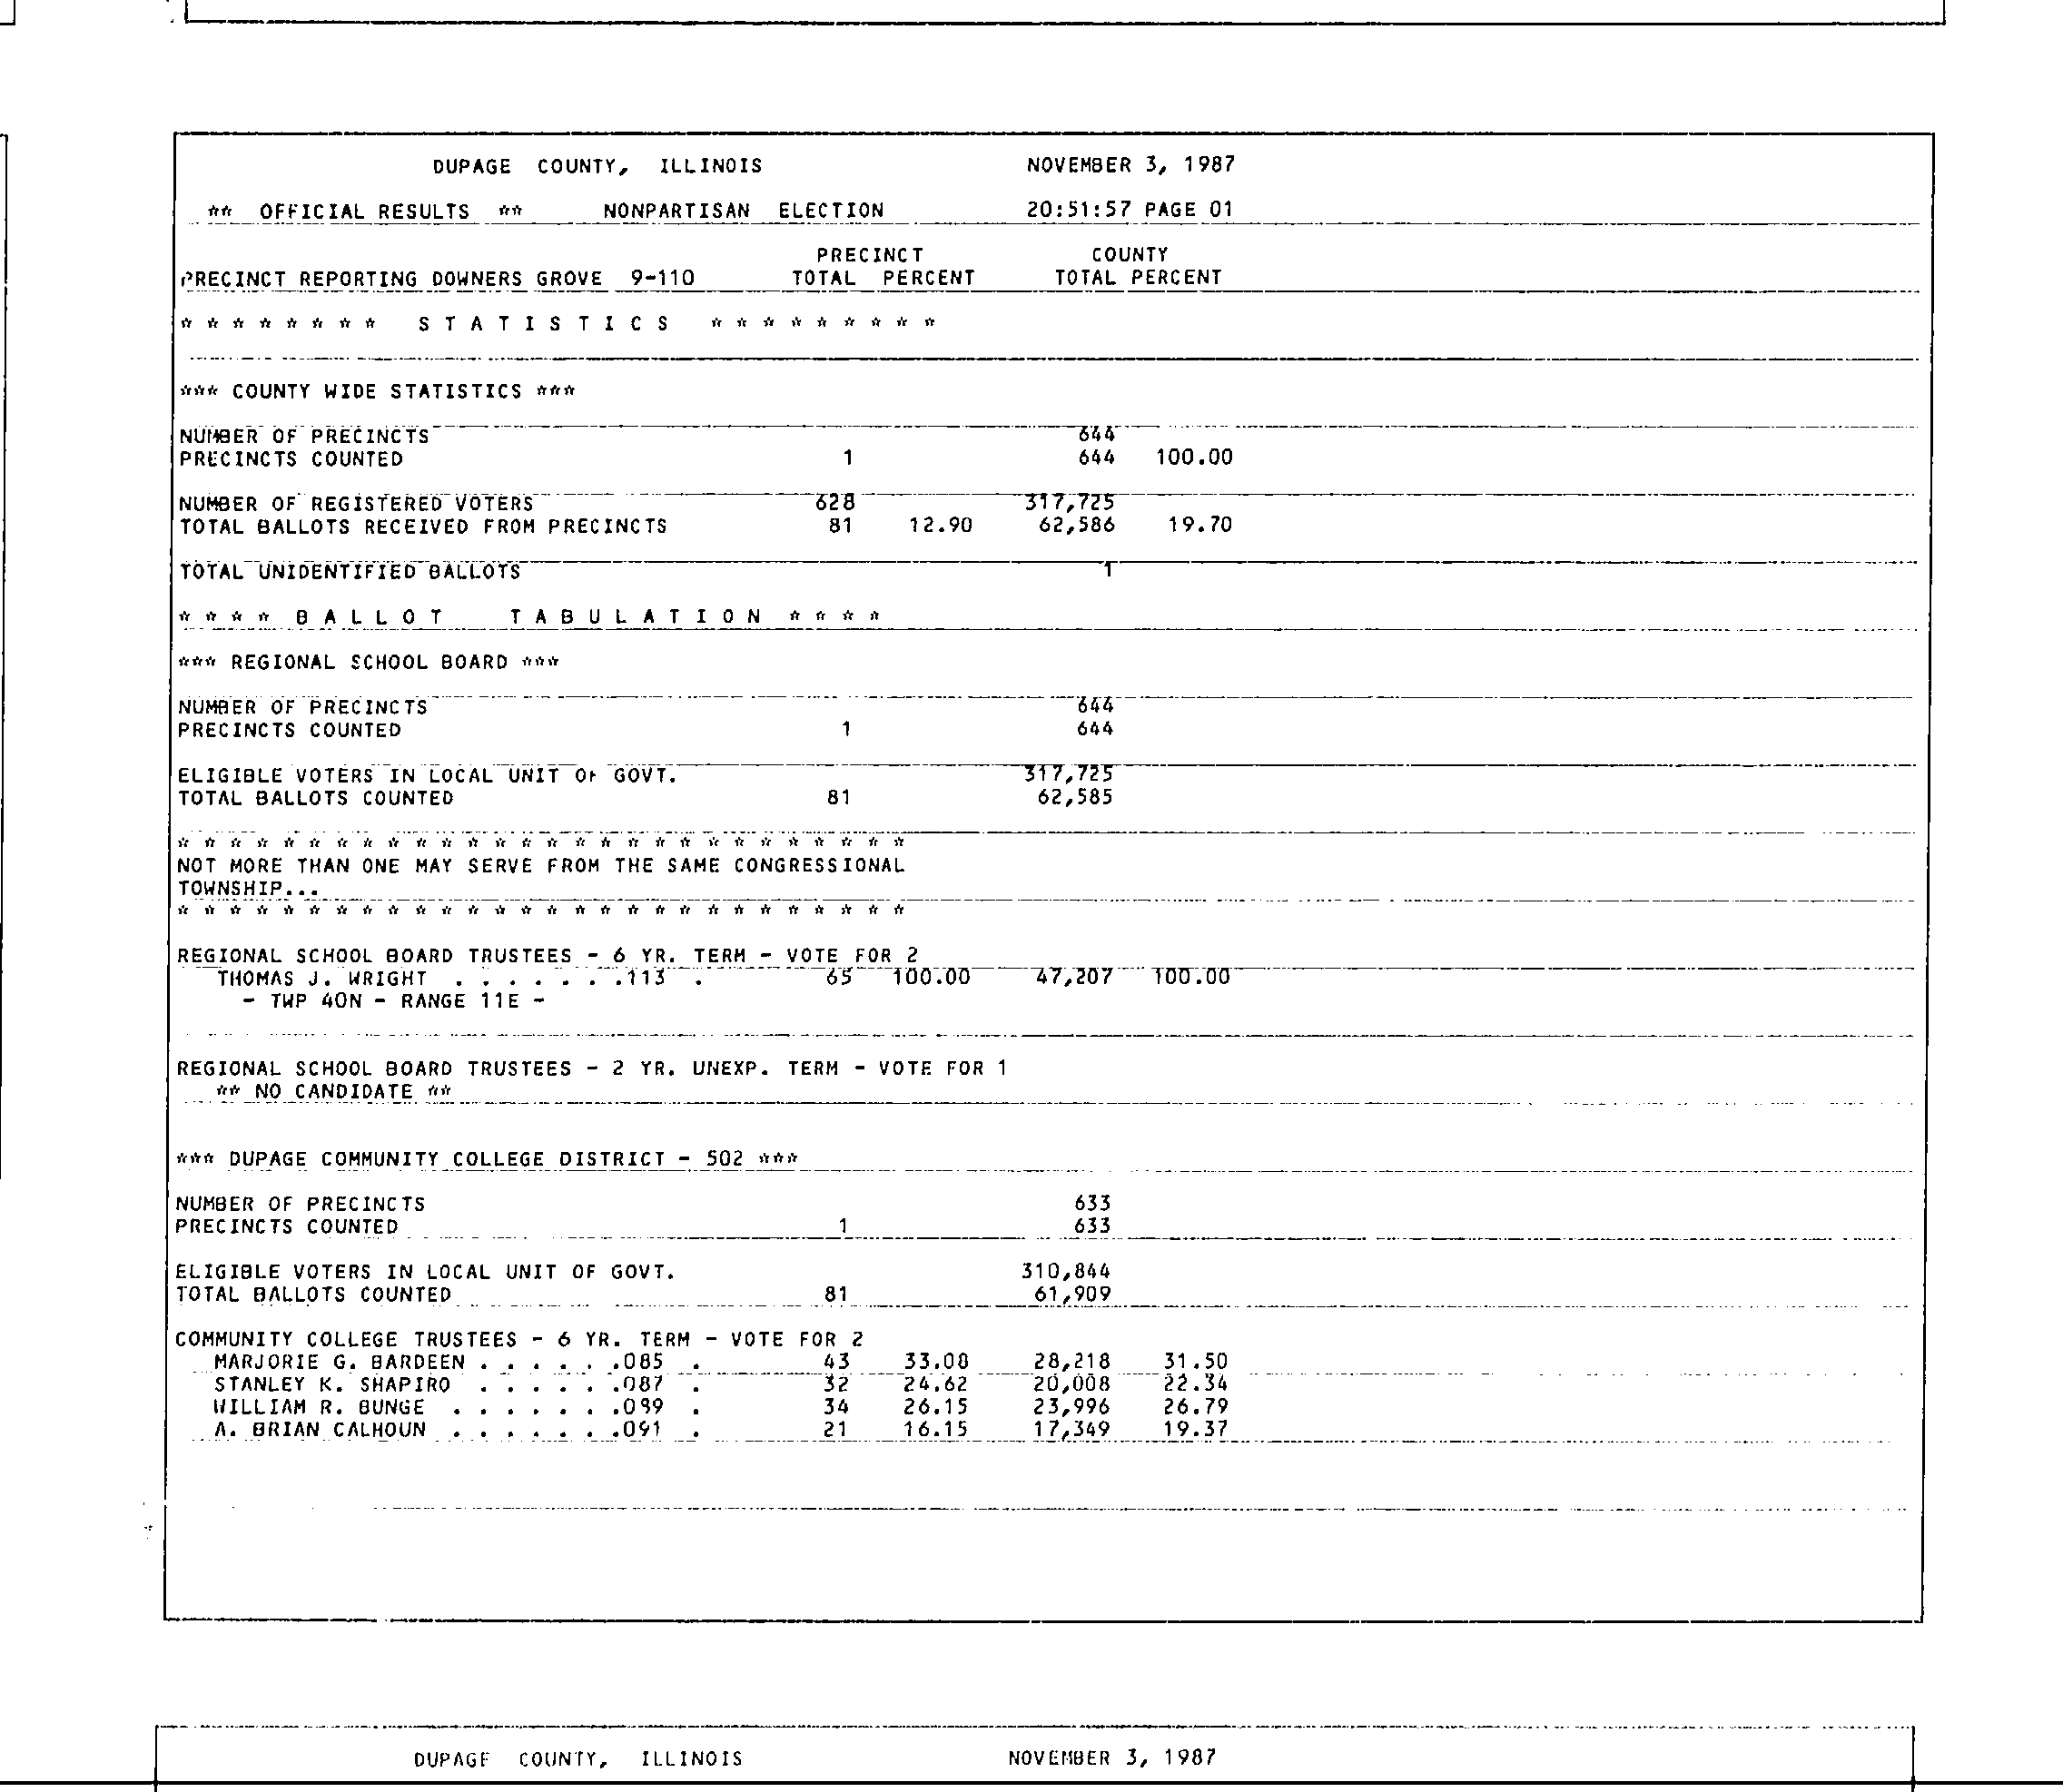 DUPAGE COUNTY, ILLINOIS NOVEMBER 3, 1987
** OFFICIAL RESULTS ** NONPARTISAN ELECTION 20:51:57 PAGE 01
PRECINCT COUNTY
PRECINCT REPORTING DOWNERS GROVE 9-110 TOTAL PERCENT TOTAL PERCENT
* * * * * * * * S T A T I S T I C S * * * * * * * * *
*** COUNTY WIDE STATISTICS ***
NUMBER OF PRECINCTS 644
PRECINCTS COUNTED 1 644 100.00
NUMBER OF REGISTERED VOTERS 628 317,725
TOTAL BALLOTS RECEIVED FROM PRECINCTS 81 12.90 62,586 19.70
TOTAL UNIDENTIFIED BALLOTS 1
* * * * B A L L O T T A B U L A T I O N * * * *
*** REGIONAL SCHOOL BOARD ***
NUMBER OF PRECINCTS 644
PRECINCTS COUNTED 1 644
ELIGIBLE VOTERS IN LOCAL UNIT OF GOVT. 317,725
TOTAL BALLOTS COUNTED 81 62,585
* * * * * * * * * * * * * * * * * * * * * * * * * * * *
NOT MORE THAN ONE MAY SERVE FROM THE SAME CONGRESSIONAL
TOWNSHIP...
* * * * * * * * * * * * * * * * * * * * * * * * * * * *
REGIONAL SCHOOL BOARD TRUSTEES - 6 YR. TERM - VOTE FOR 2
THOMAS J. WRIGHT . . . . . . .113 . 65 100.00 47,207 100.00
- TWP 40N - RANGE 11E -
REGIONAL SCHOOL BOARD TRUSTEES - 2 YR. UNEXP. TERM - VOTE FOR 1
** NO CANDIDATE **
*** DUPAGE COMMUNITY COLLEGE DISTRICT - 502 ***
NUMBER OF PRECINCTS 633
PRECINCTS COUNTED 1 633
ELIGIBLE VOTERS IN LOCAL UNIT OF GOVT. 310,844
TOTAL BALLOTS COUNTED 81 61,909
COMMUNITY COLLEGE TRUSTEES - 6 YR. TERM - VOTE FOR 2
MARJORIE G. BARDEEN . . . . . .085 . 43 33.08 28,218 31.50
STANLEY K. SHAPIRO . . . . . .087 . 32 24.62 20,008 22.34
WILLIAM R. BUNGE . . . . . . .089 . 34 26.15 23,996 26.79
A. BRIAN CALHOUN . . . . . . .091 . 21 16.15 17,349 19.37
DUPAGE COUNTY, ILLINOIS NOVEMBER 3, 1987